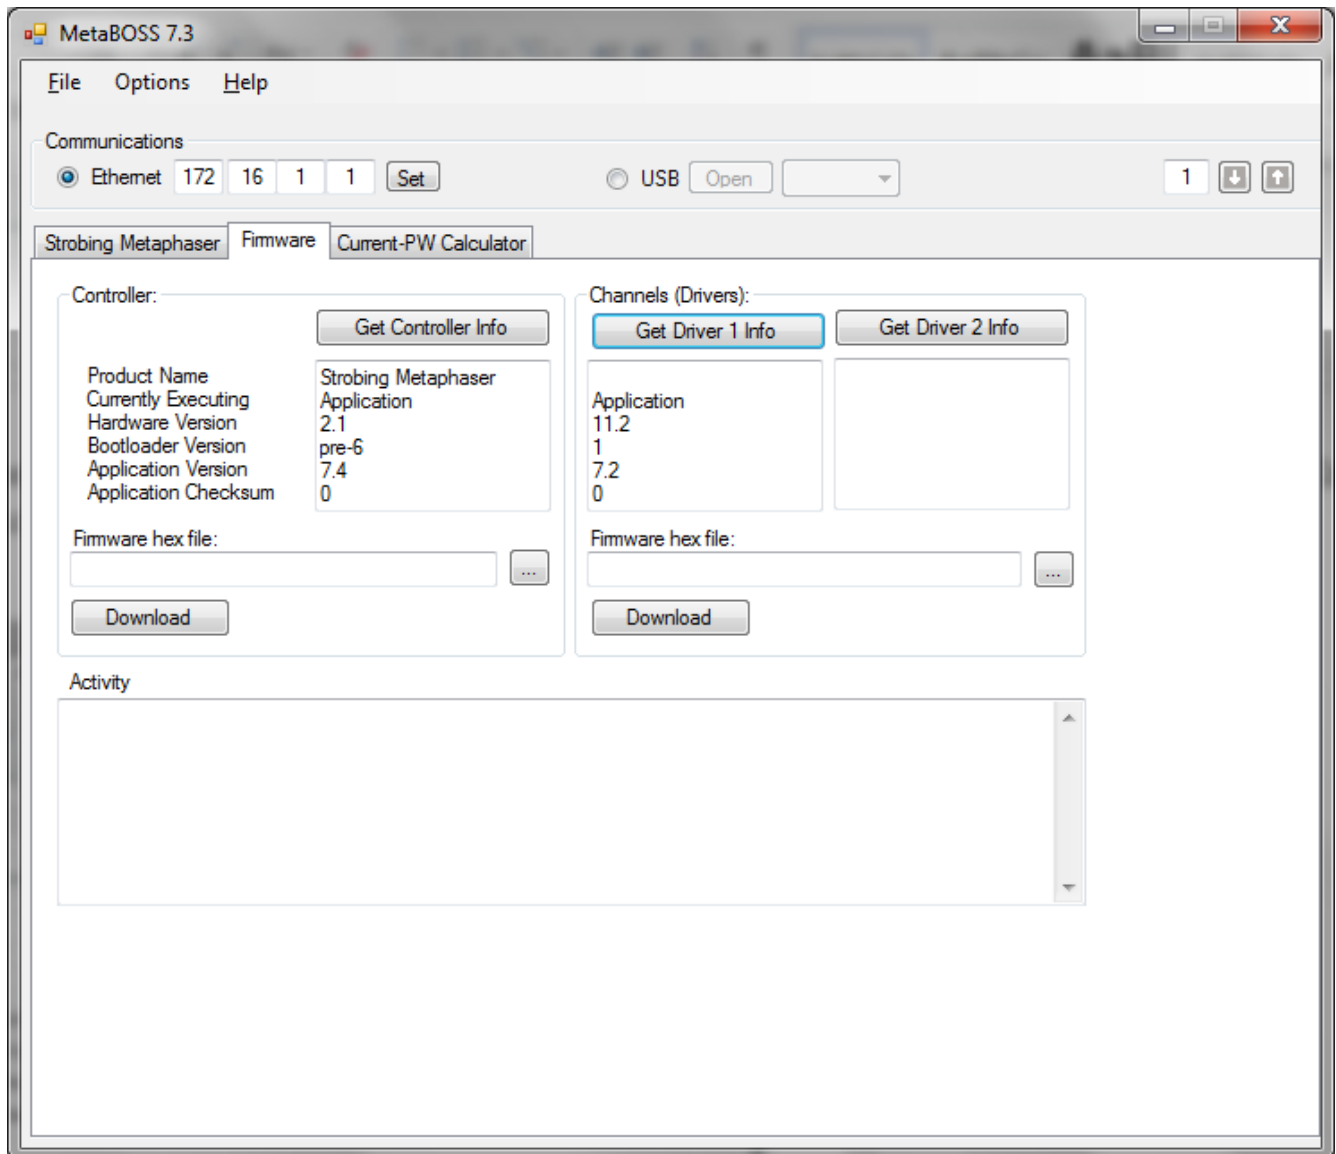 MetaBOSS 7.3
File Options Help
Communications
Ethernet 172 16 1 1 Set USB Open 1
Strobing Metaphaser Firmware Current-PW Calculator
Controller: Channels (Drivers):
Get Controller Info Get Driver 1 Info Get Driver 2 Info
Product Name Strobing Metaphaser
Currently Executing Application Application
Hardware Version 2.1 11.2
Bootloader Version pre-6 1
Application Version 7.4 7.2
Application Checksum 0 0
Firmware hex file: Firmware hex file:
... ...
Download Download
Activity